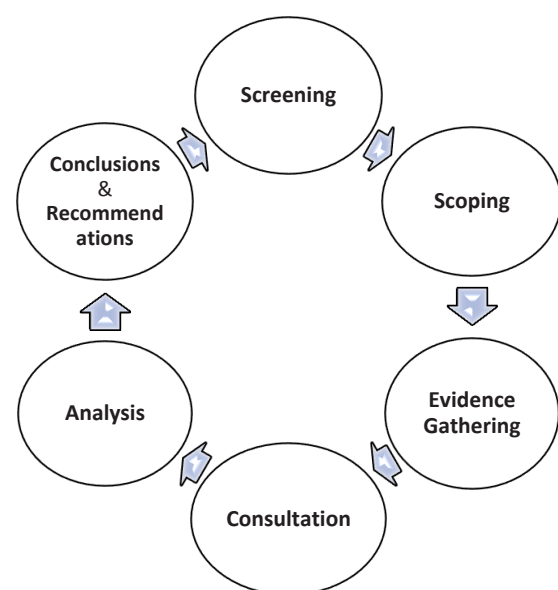 Screening
Scoping
Evidence
Gathering
Consultation
Analysis
Conclusions
&
Recommend
ations